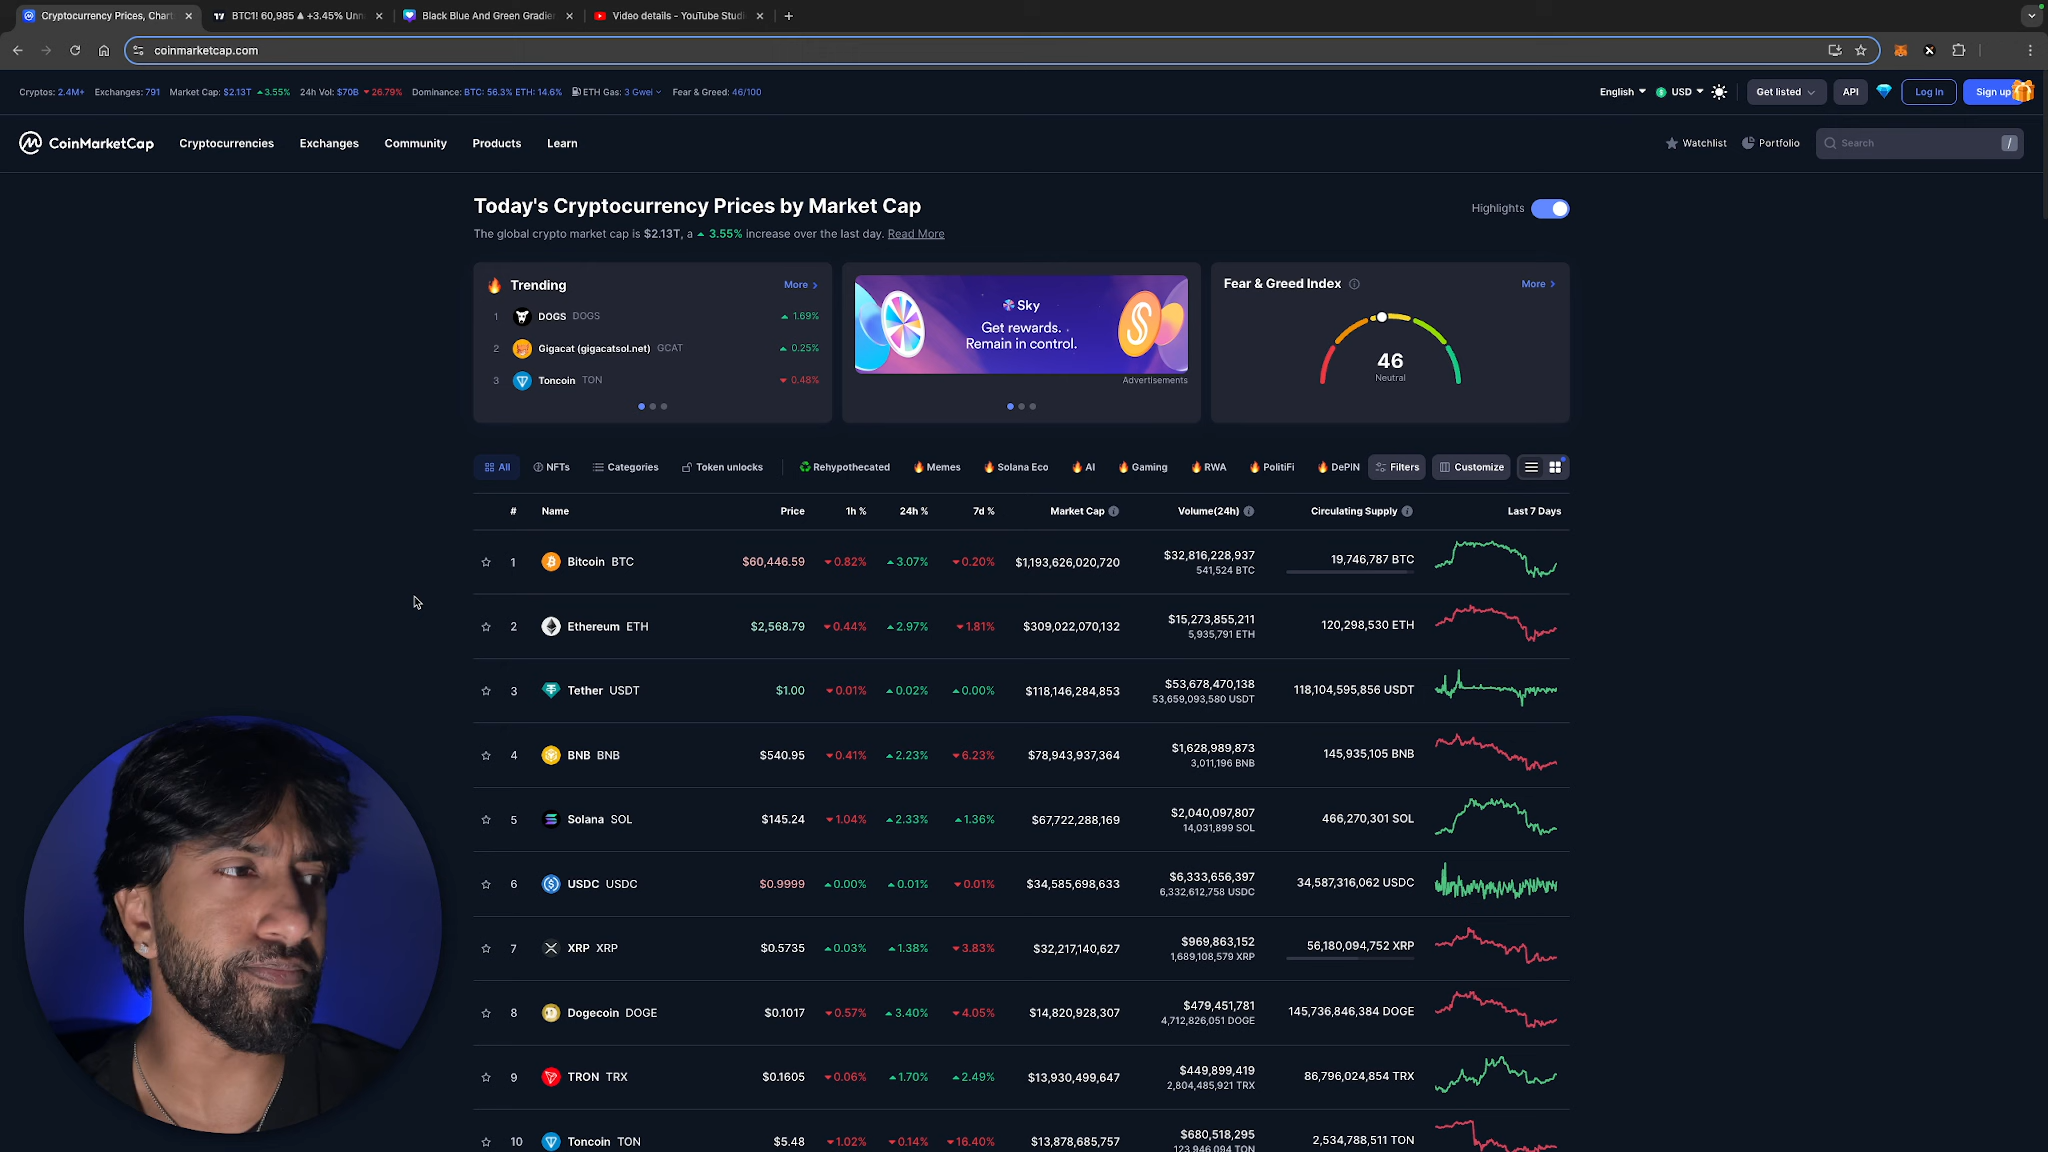 Cryptocurrency Prices, Chart
BTC1! 60,985 ▲ +3.45% Unn
Black Blue And Green Gradien
Video details - YouTube Studi
coinmarketcap.com
Cryptos: 2.4M+ Exchanges: 791 Market Cap: $2.13T 3.55% 24h Vol: $70B 26.79% Dominance: BTC: 56.3% ETH: 14.6% ETH Gas: 3 Gwei Fear & Greed: 46/100
English USD Get listed API Log In Sign up
CoinMarketCap Cryptocurrencies Exchanges Community Products Learn Watchlist Portfolio Search /
Today's Cryptocurrency Prices by Market Cap
Highlights
The global crypto market cap is $2.13T, a 3.55% increase over the last day. Read More
Trending More
1 DOGS DOGS 1.69%
2 Gigacat (gigacatsol.net) GCAT 0.25%
3 Toncoin TON 0.48%
Sky
Get rewards.
Remain in control.
Advertisements
Fear & Greed Index More
46
Neutral
All NFTs Categories Token unlocks Rehypothecated Memes Solana Eco AI Gaming RWA PolitiFi DePIN Filters Customize
# Name Price 1h % 24h % 7d % Market Cap Volume(24h) Circulating Supply Last 7 Days
1 Bitcoin BTC $60,446.59 0.82% 3.07% 0.20% $1,193,626,020,720 $32,816,228,937 19,746,787 BTC
541,524 BTC
2 Ethereum ETH $2,568.79 0.44% 2.97% 1.81% $309,022,070,132 $15,273,855,211 120,298,530 ETH
5,935,791 ETH
3 Tether USDT $1.00 0.01% 0.02% 0.00% $118,146,284,853 $53,678,470,138 118,104,595,856 USDT
53,659,093,580 USDT
4 BNB BNB $540.95 0.41% 2.23% 6.23% $78,943,937,364 $1,628,989,873 145,935,105 BNB
3,011,196 BNB
5 Solana SOL $145.24 1.04% 2.33% 1.36% $67,722,288,169 $2,040,097,807 466,270,301 SOL
14,031,899 SOL
6 USDC USDC $0.9999 0.00% 0.01% 0.01% $34,585,698,633 $6,333,656,397 34,587,316,062 USDC
6,332,612,758 USDC
7 XRP XRP $0.5735 0.03% 1.38% 3.83% $32,217,140,627 $969,863,152 56,180,094,752 XRP
1,689,108,579 XRP
8 Dogecoin DOGE $0.1017 0.57% 3.40% 4.05% $14,820,928,307 $479,451,781 145,736,846,384 DOGE
4,712,826,051 DOGE
9 TRON TRX $0.1605 0.06% 1.70% 2.49% $13,930,499,647 $449,899,419 86,796,024,854 TRX
2,804,485,921 TRX
10 Toncoin TON $5.48 1.02% 0.14% 16.40% $13,878,685,757 $680,518,295 2,534,788,511 TON
123,946,094 TON